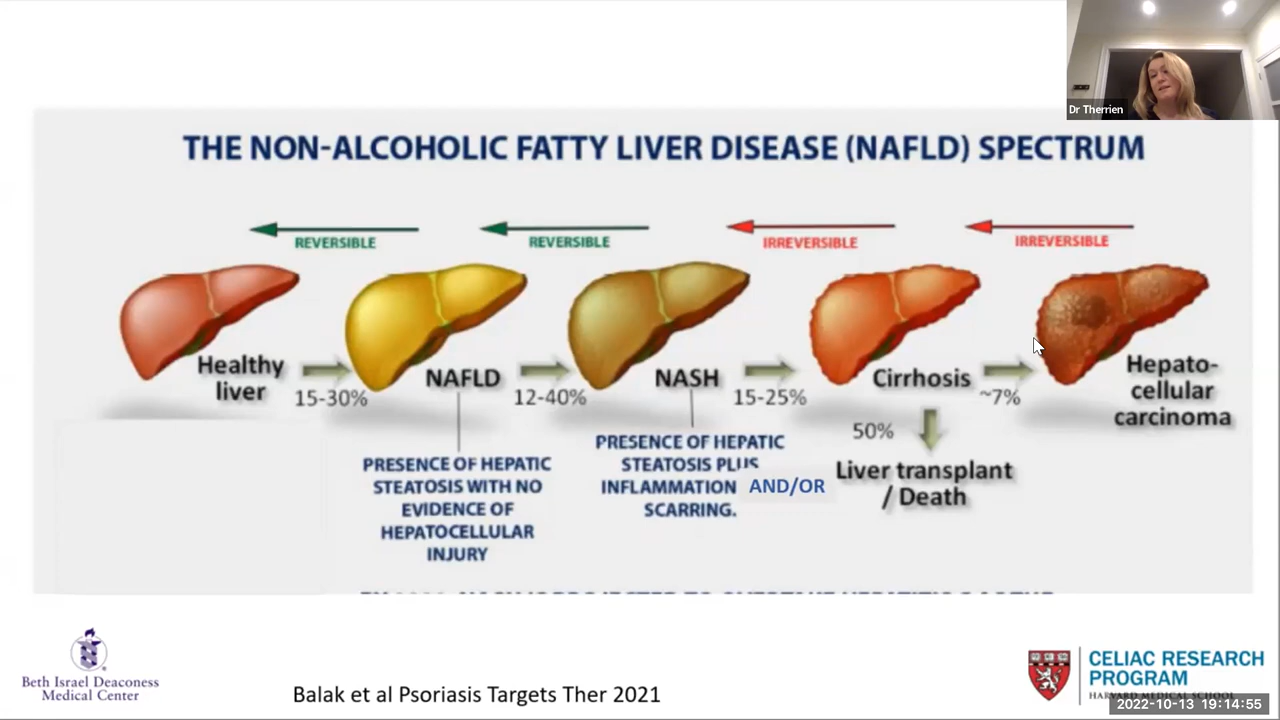 Dr Therrien
THE NON-ALCOHOLIC FATTY LIVER DISEASE (NAFLD) SPECTRUM
REVERSIBLE
REVERSIBLE
IRREVERSIBLE
IRREVERSIBLE
Healthy
liver
15-30%
NAFLD
12-40%
NASH
15-25%
Cirrhosis
~7%
Hepato-
cellular
carcinoma
50%
Liver transplant
/ Death
PRESENCE OF HEPATIC
STEATOSIS WITH NO
EVIDENCE OF
HEPATOCELLULAR
INJURY
PRESENCE OF HEPATIC
STEATOSIS PLUS
INFLAMMATION AND/OR
SCARRING.
Beth Israel Deaconess
Medical Center
Balak et al Psoriasis Targets Ther 2021
CELIAC RESEARCH
PROGRAM
HARVARD MEDICAL SCHOOL
2022-10-13 19:14:55